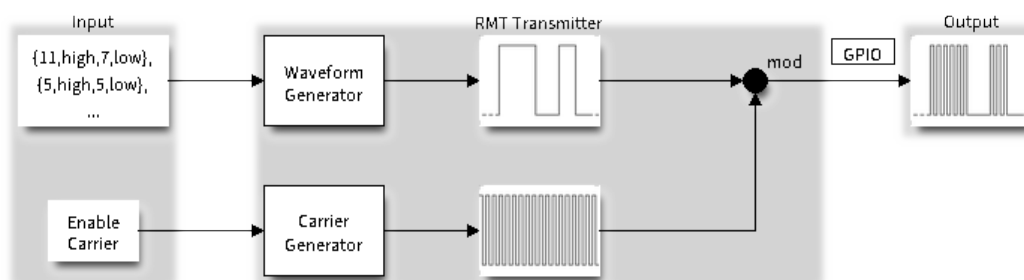 Input
RMT Transmitter
Output
{11,high,7,low},
{5,high,5,low},
...
Waveform
Generator
mod
GPIO
Enable
Carrier
Carrier
Generator